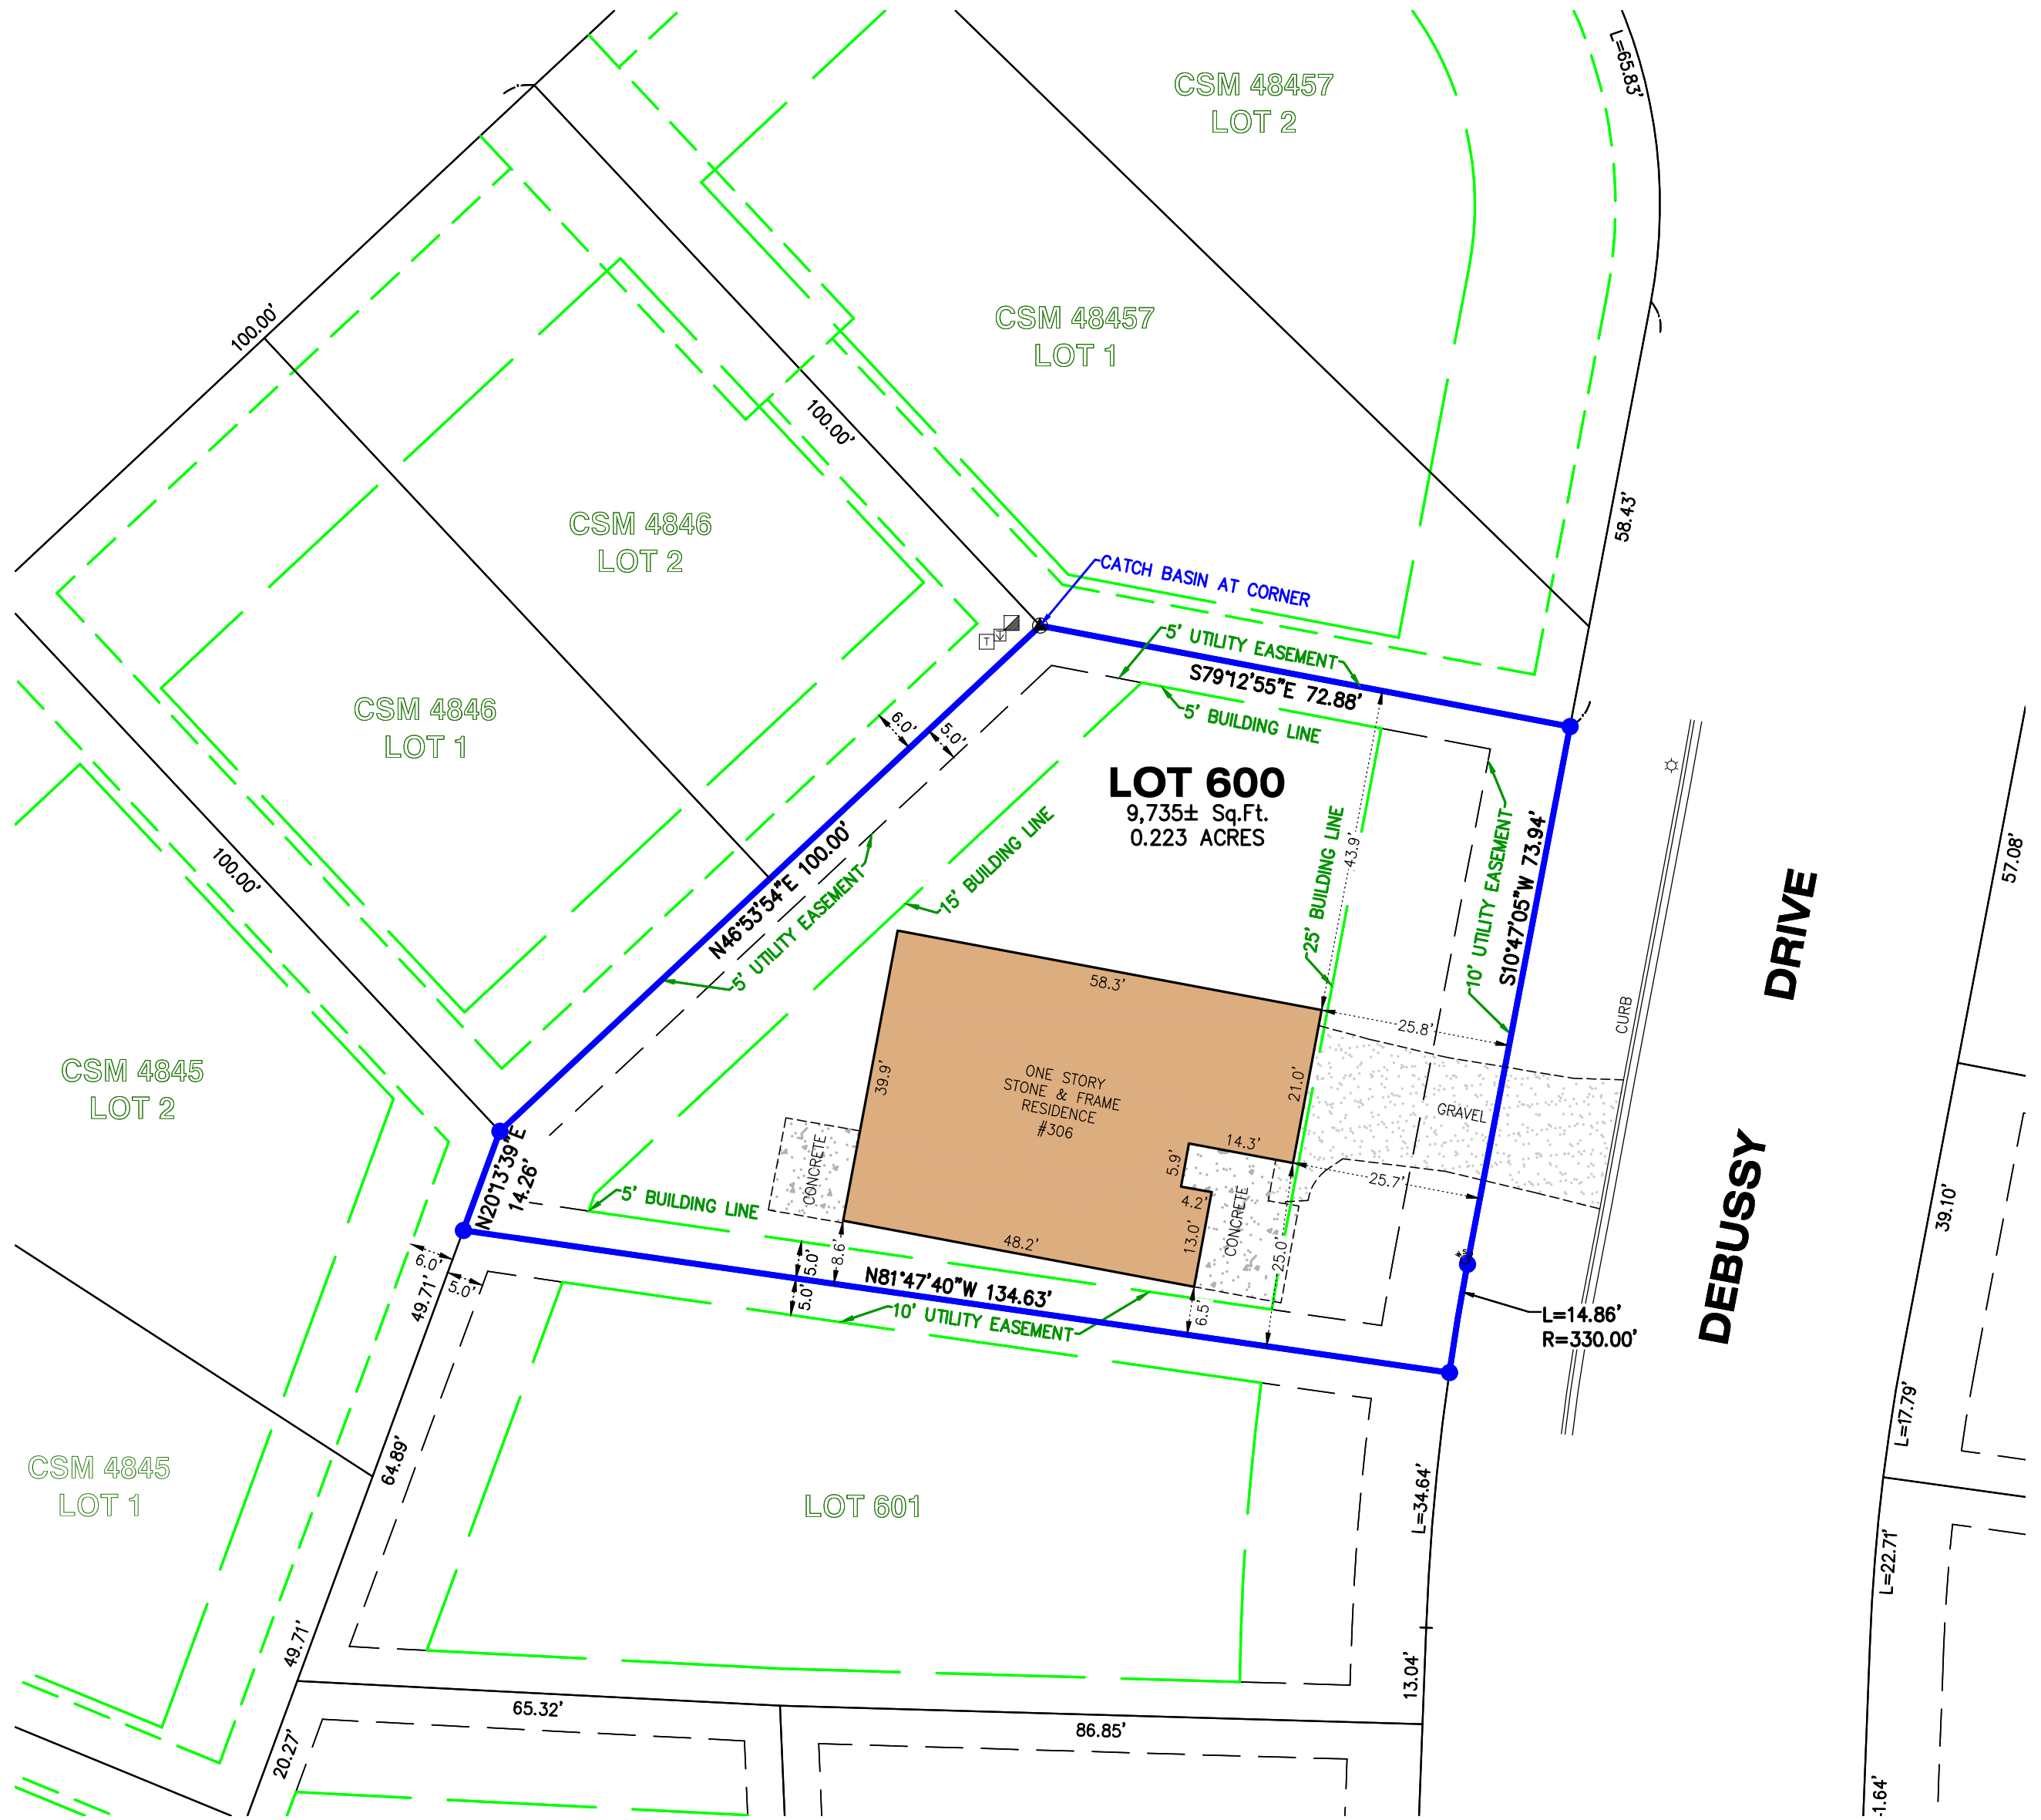 L=65.83'
CSM 48457
LOT 2
100.00'
CSM 48457
LOT 1
100.00'
58.43'
CSM 4846
LOT 2
CATCH BASIN AT CORNER
5' UTILITY EASEMENT
T
S79°12'55"E 72.88'
5' BUILDING LINE
CSM 4846
LOT 1
6.0'
5.0'
LOT 600
9,735± Sq.Ft.
0.223 ACRES
N46°53'54"E 100.00'
5' UTILITY EASEMENT
15' BUILDING LINE
25' BUILDING LINE
43.9'
10' UTILITY EASEMENT
S10°47'05"W 73.94'
DEBUSSY DRIVE
57.08'
100.00'
58.3'
25.8'
CURB
CSM 4845
LOT 2
39.9'
ONE STORY
STONE & FRAME
RESIDENCE
#306
21.0'
GRAVEL
14.3'
5.9'
4.2'
25.7'
CONCRETE
CONCRETE
N20°13'39"E
14.26'
5' BUILDING LINE
39.10'
48.2'
13.0'
25.0'
8.6'
5.0'
5.0'
6.0'
5.0'
49.71'
N81°47'40"W 134.63'
10' UTILITY EASEMENT
6.5'
L=14.86'
R=330.00'
L=17.79'
64.89'
CSM 4845
LOT 1
LOT 601
L=34.64'
L=22.71'
49.71'
13.04'
65.32'
86.85'
20.27'
1.64'